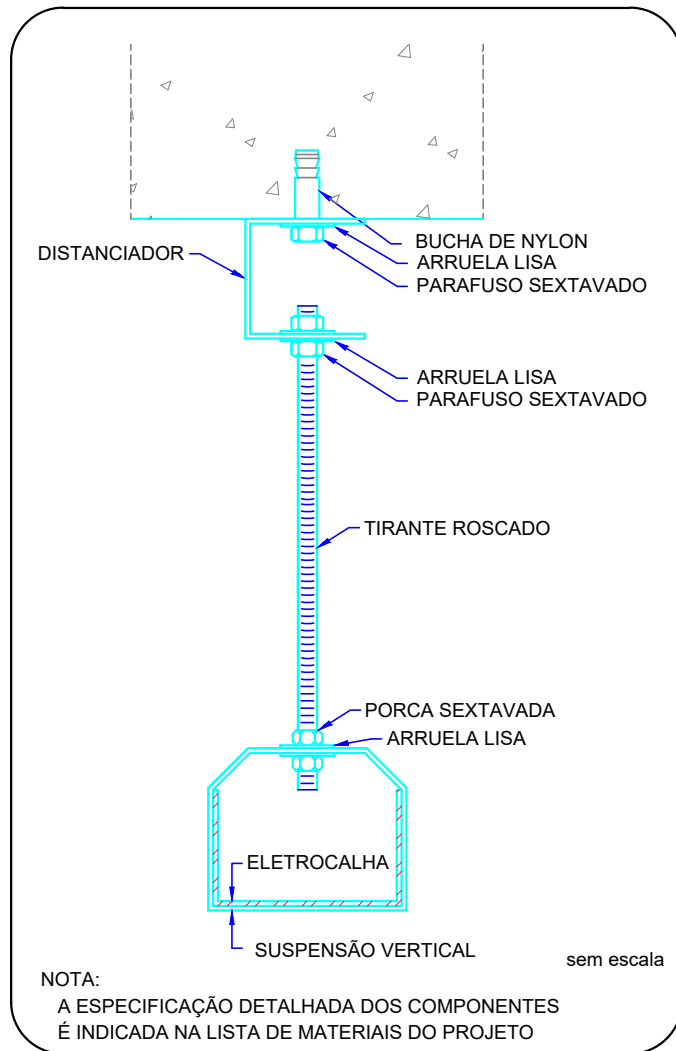 BUCHA DE NYLON
DISTANCIADOR
ARRUELA LISA
PARAFUSO SEXTAVADO
ARRUELA LISA
PARAFUSO SEXTAVADO
TIRANTE ROSCADO
PORCA SEXTAVADA
ARRUELA LISA
ELETROCALHA
SUSPENSÃO VERTICAL
sem escala
NOTA:
A ESPECIFICAÇÃO DETALHADA DOS COMPONENTES
É INDICADA NA LISTA DE MATERIAIS DO PROJETO